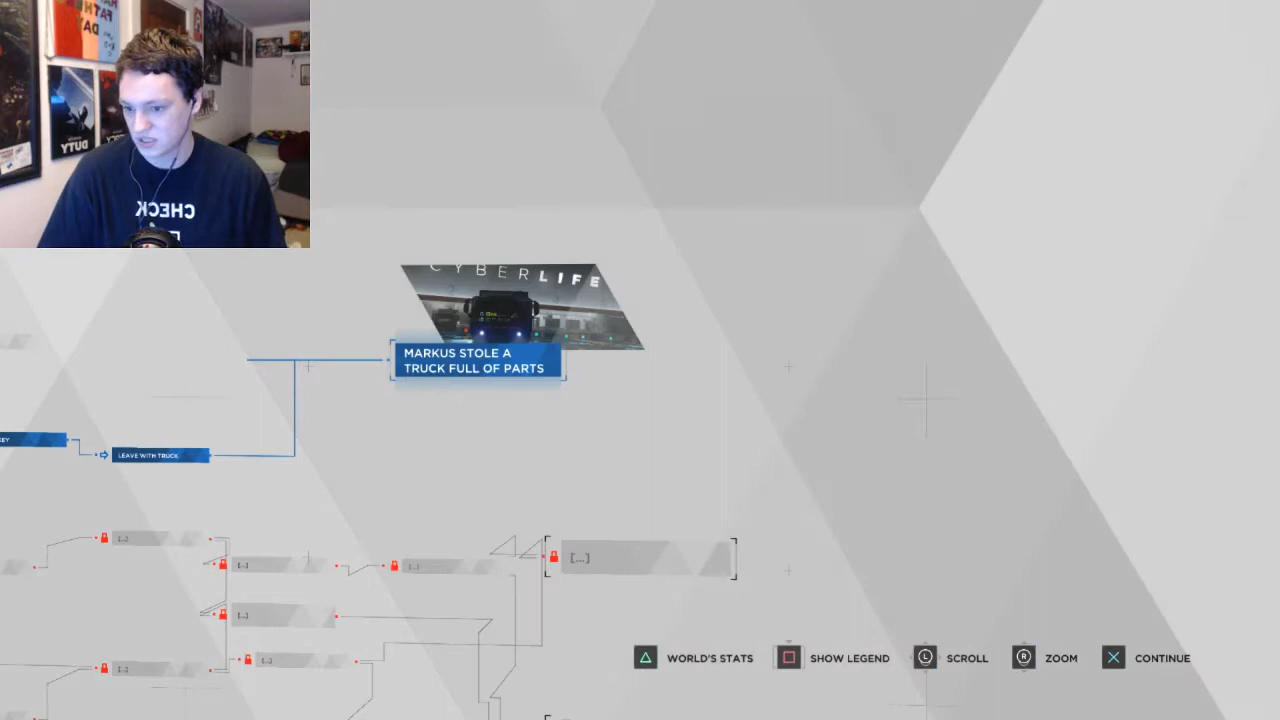 DUTY
CHECK
CYBERLIFE
MARKUS STOLE A
TRUCK FULL OF PARTS
KEY
LEAVE WITH TRUCK
[...]
[...]
[...]
[...]
[...]
[...]
[...]
WORLD'S STATS
SHOW LEGEND
L
SCROLL
R
ZOOM
CONTINUE